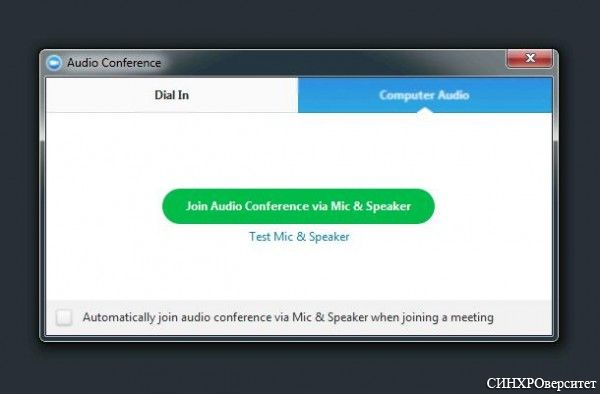 Audio Conference
Dial In
Computer Audio
Join Audio Conference via Mic & Speaker
Test Mic & Speaker
Automatically join audio conference via Mic & Speaker when joining a meeting
СИНХРОверситет